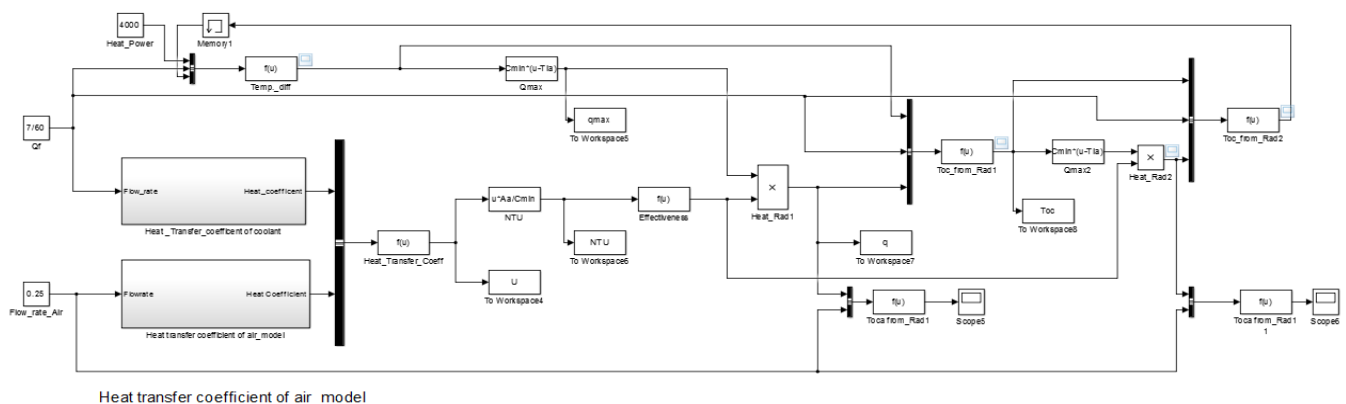 4000
Heat_Power
Memory1
f(u)
Temp._diff
Cmin*(u-Tia)
Qmax
qmax
To Workspace5
7/60
Qf
Flow_rate
Heat_coefficent
Heat _Transfer_coefficent of coolant
0.25
Flow_rate_Air
Flowrate
Heat Coefficient
Heat transfer coefficient of air_model
f(u)
Heat_Transfer_Coeff
u*Aa/Cmin
NTU
NTU
To Workspace6
U
To Workspace4
f(u)
Effectiveness
×
Heat_Rad1
q
To Workspace7
f(u)
Toca from_Rad1
Scope5
f(u)
Toc_from_Rad1
Toc
To Workspace8
Cmin*(u-Tia)
Qmax2
×
Heat_Rad2
f(u)
Toc_from_Rad2
f(u)
Toca from_Rad1
1
Scope6
Heat transfer coefficient of air model